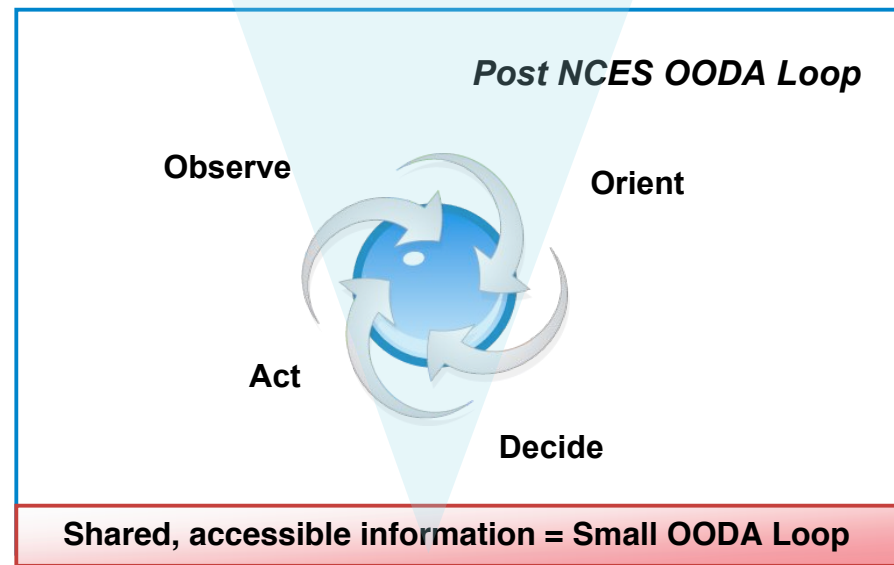 Post NCES OODA Loop
Observe
Orient
Act
Decide
Shared, accessible information = Small OODA Loop